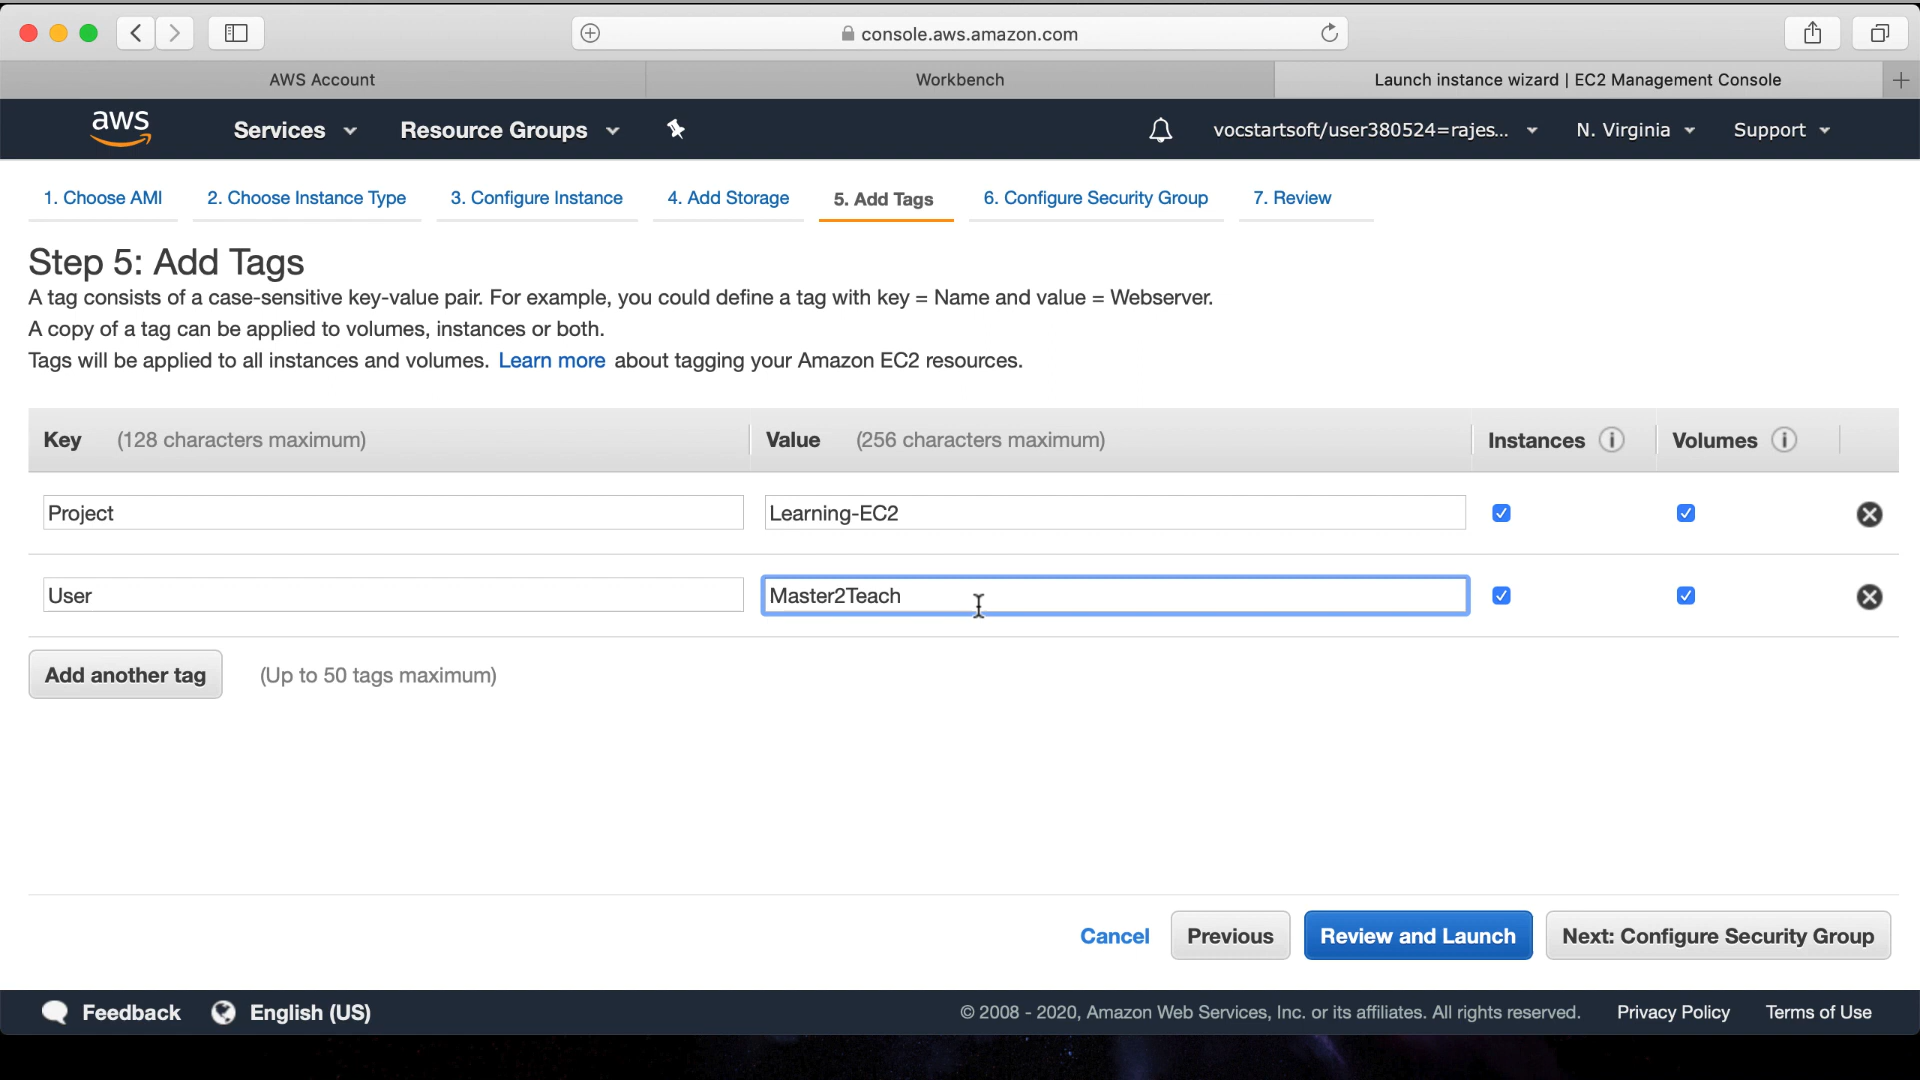 console.aws.amazon.com
AWS Account
Workbench
Launch instance wizard | EC2 Management Console
aws
Services
Resource Groups
vocstartsoft/user380524=rajes...
N. Virginia
Support
1. Choose AMI
2. Choose Instance Type
3. Configure Instance
4. Add Storage
5. Add Tags
6. Configure Security Group
7. Review
Step 5: Add Tags
A tag consists of a case-sensitive key-value pair. For example, you could define a tag with key = Name and value = Webserver.
A copy of a tag can be applied to volumes, instances or both.
Tags will be applied to all instances and volumes. Learn more about tagging your Amazon EC2 resources.
Key (128 characters maximum)
Value (256 characters maximum)
Instances
Volumes
Project
Learning-EC2
User
Master2Teach
Add another tag
(Up to 50 tags maximum)
Cancel
Previous
Review and Launch
Next: Configure Security Group
Feedback
English (US)
© 2008 - 2020, Amazon Web Services, Inc. or its affiliates. All rights reserved.
Privacy Policy
Terms of Use